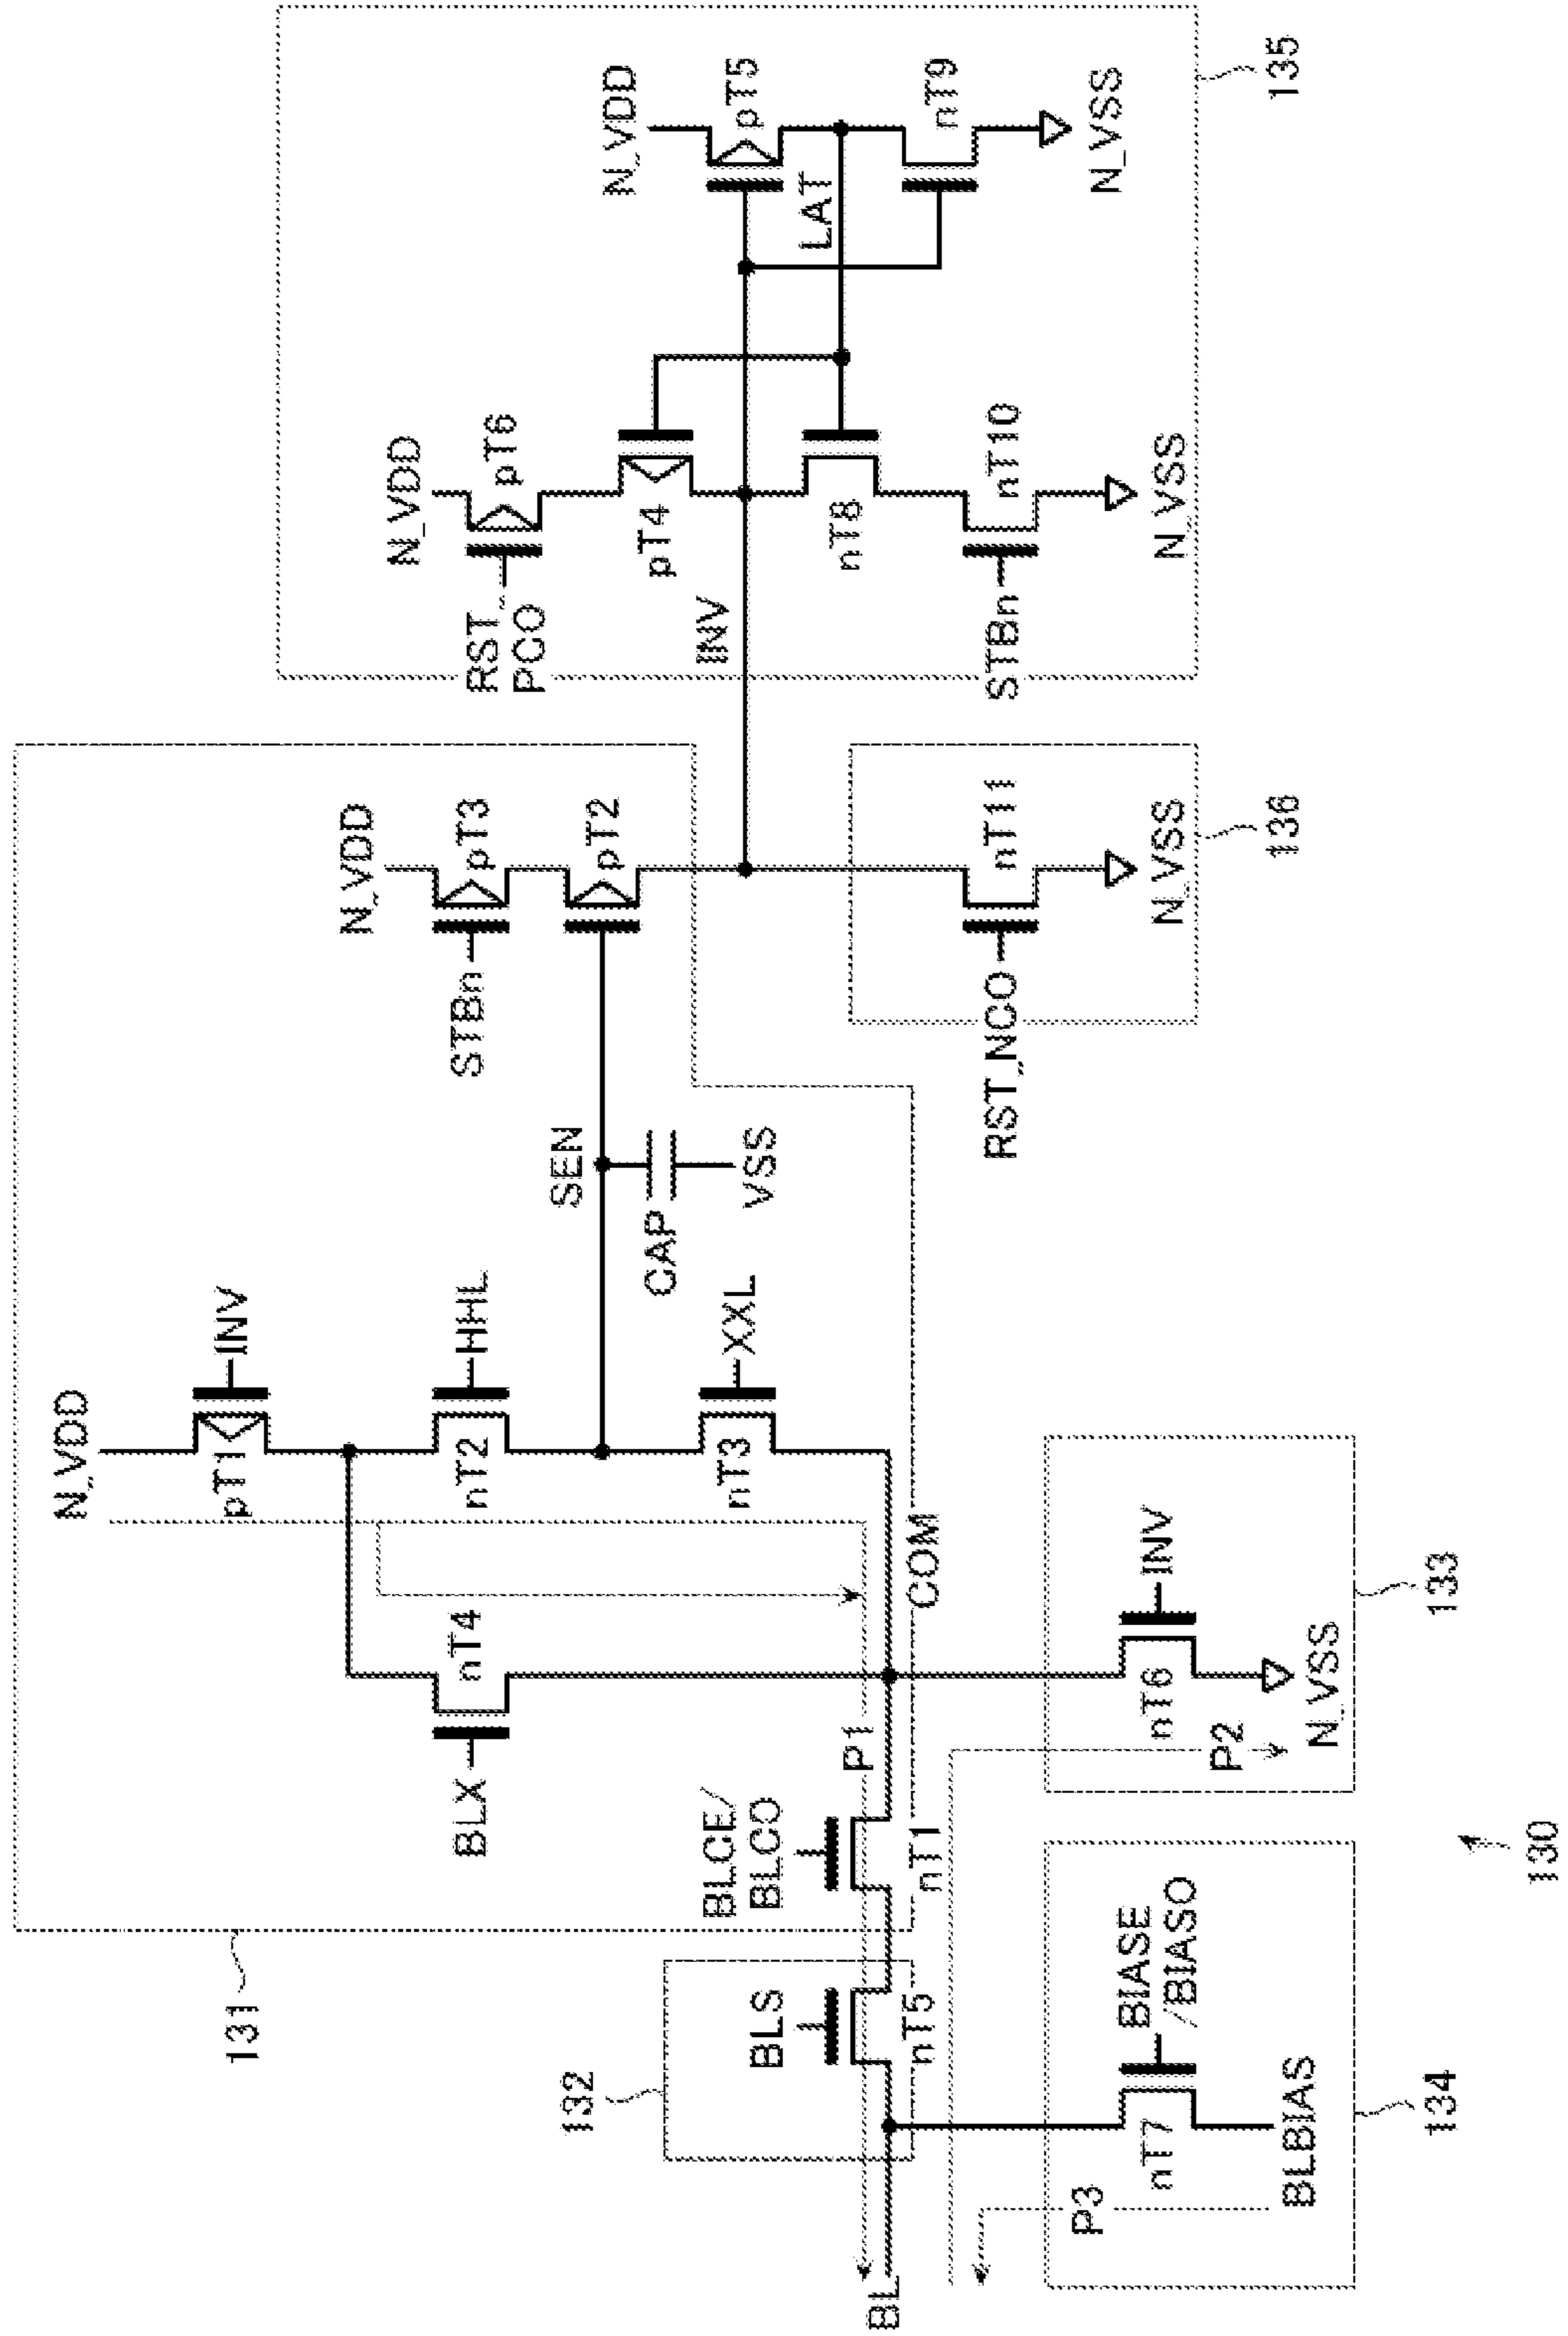 N_VDD
pT1
INV
nT2
HHL
nT4
BLX
nT3
XXL
SEN
CAP
VSS
N_VDD
STBn
pT3
pT2
131
BLCE/
BLCO
nT1
P1
COM
132
BLS
nT5
BL
P3
nT7
BIASE
/BIASO
BLBIAS
134
P2
nT6
INV
N_VSS
133
RST_NCO
nT11
N_VSS
136
INV
N_VDD
RST_
PCO
pT6
pT4
nT8
STBn
nT10
N_VSS
N_VDD
pT5
LAT
nT9
N_VSS
135
130